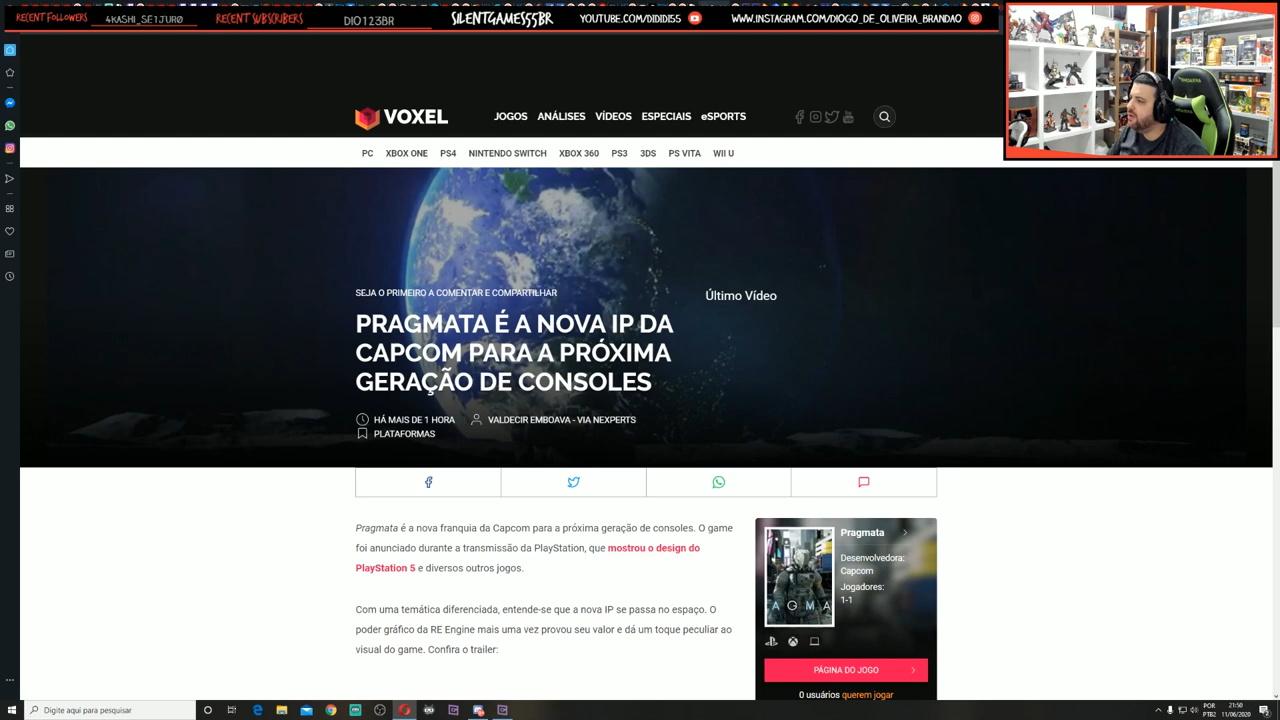 RECENT FOLLOWERS 4KASHI_SE1JUR0 RECENT SUBSCRIBERS DIO123BR SILENTGAMES55BR YOUTUBE.COM/DIDIDI55 WWW.INSTAGRAM.COM/DIOGO_DE_OLIVEIRA_BRANDAO
VOXEL JOGOS ANÁLISES VÍDEOS ESPECIAIS eSPORTS
PC XBOX ONE PS4 NINTENDO SWITCH XBOX 360 PS3 3DS PS VITA WII U
SEJA O PRIMEIRO A COMENTAR E COMPARTILHAR
Último Vídeo
PRAGMATA É A NOVA IP DA
CAPCOM PARA A PRÓXIMA
GERAÇÃO DE CONSOLES
HÁ MAIS DE 1 HORA VALDECIR EMBOAVA - VIA NEXPERTS
PLATAFORMAS
Pragmata é a nova franquia da Capcom para a próxima geração de consoles. O game
foi anunciado durante a transmissão da PlayStation, que mostrou o design do
PlayStation 5 e diversos outros jogos.
Com uma temática diferenciada, entende-se que a nova IP se passa no espaço. O
poder gráfico da RE Engine mais uma vez provou seu valor e dá um toque peculiar ao
visual do game. Confira o trailer:
Pragmata
Desenvolvedora:
Capcom
Jogadores:
1-1
AGMA
PÁGINA DO JOGO
0 usuários querem jogar
Digite aqui para pesquisar
POR
PTB2
21:50
11/06/2020